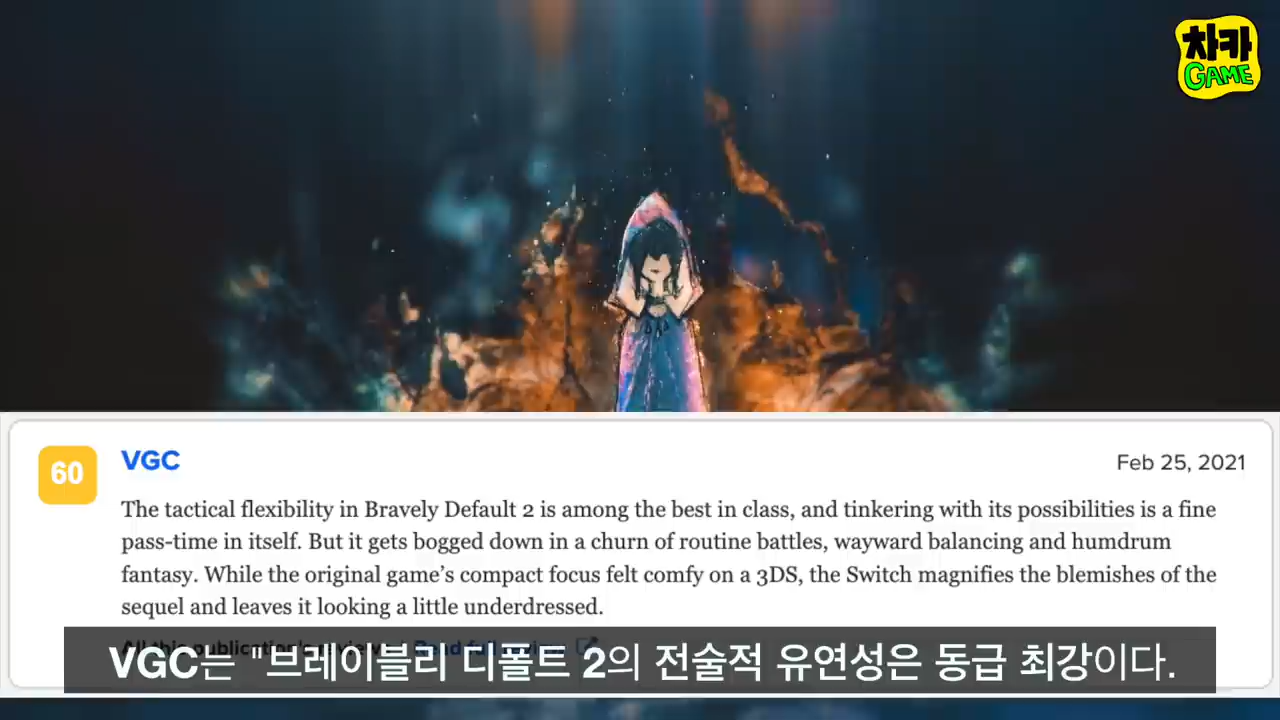 차카
GAME
60
VGC
Feb 25, 2021
The tactical flexibility in Bravely Default 2 is among the best in class, and tinkering with its possibilities is a fine
pass-time in itself. But it gets bogged down in a churn of routine battles, wayward balancing and humdrum
fantasy. While the original game's compact focus felt comfy on a 3DS, the Switch magnifies the blemishes of the
sequel and leaves it looking a little underdressed.
VGC는 "브레이블리 디폴트 2의 전술적 유연성은 동급 최강이다.